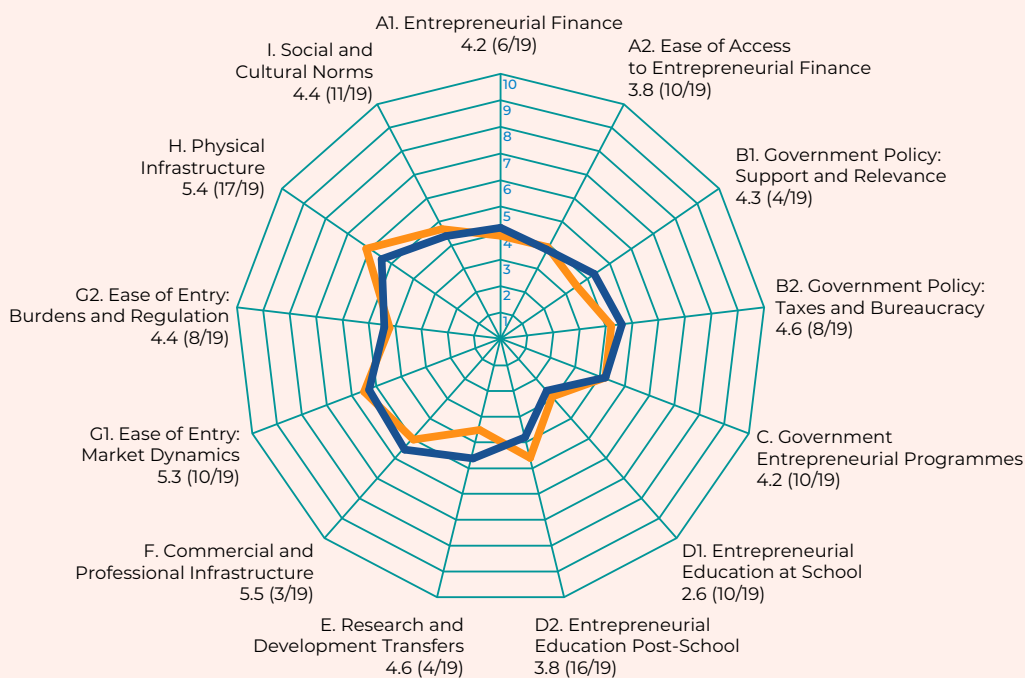 A1. Entrepreneurial Finance
4.2 (6/19)
A2. Ease of Access
to Entrepreneurial Finance
3.8 (10/19)
B1. Government Policy:
Support and Relevance
4.3 (4/19)
B2. Government Policy:
Taxes and Bureaucracy
4.6 (8/19)
C. Government
Entrepreneurial Programmes
4.2 (10/19)
D1. Entrepreneurial
Education at School
2.6 (10/19)
D2. Entrepreneurial
Education Post-School
3.8 (16/19)
E. Research and
Development Transfers
4.6 (4/19)
F. Commercial and
Professional Infrastructure
5.5 (3/19)
G1. Ease of Entry:
Market Dynamics
5.3 (10/19)
G2. Ease of Entry:
Burdens and Regulation
4.4 (8/19)
H. Physical
Infrastructure
5.4 (17/19)
I. Social and
Cultural Norms
4.4 (11/19)
10
9
8
7
6
5
4
3
2
1